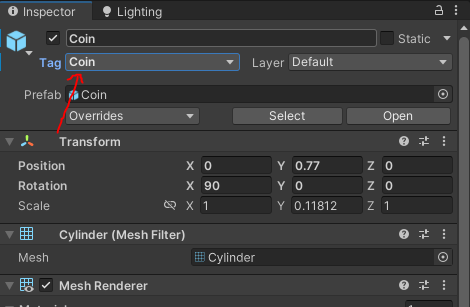 Inspector Lighting
Coin Static
Tag Coin Layer Default
Prefab Coin
Overrides Select Open
Transform
Position X 0 Y 0.77 Z 0
Rotation X 90 Y 0 Z 0
Scale X 1 Y 0.11812 Z 1
Cylinder (Mesh Filter)
Mesh Cylinder
Mesh Renderer